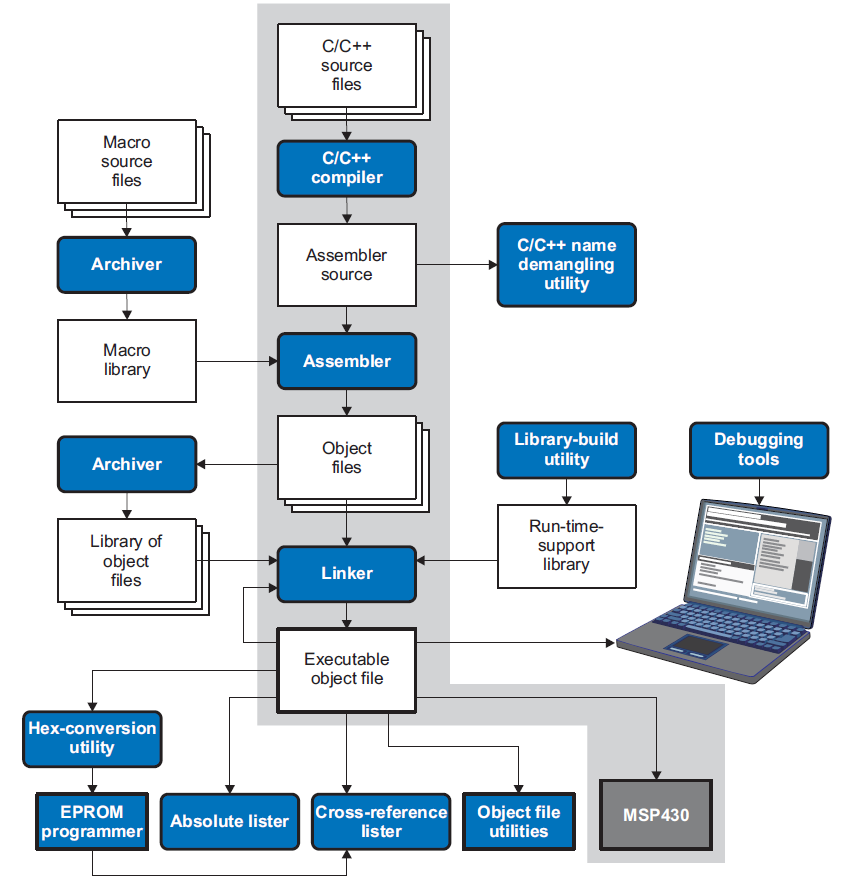 C/C++
source
files
Macro
source
files
C/C++
compiler
Archiver
Assembler
source
C/C++ name
demangling
utility
Macro
library
Assembler
Archiver
Object
files
Library-build
utility
Debugging
tools
Library of
object
files
Linker
Run-time-
support
library
Executable
object file
Hex-conversion
utility
EPROM
programmer
Absolute lister
Cross-reference
lister
Object file
utilities
MSP430